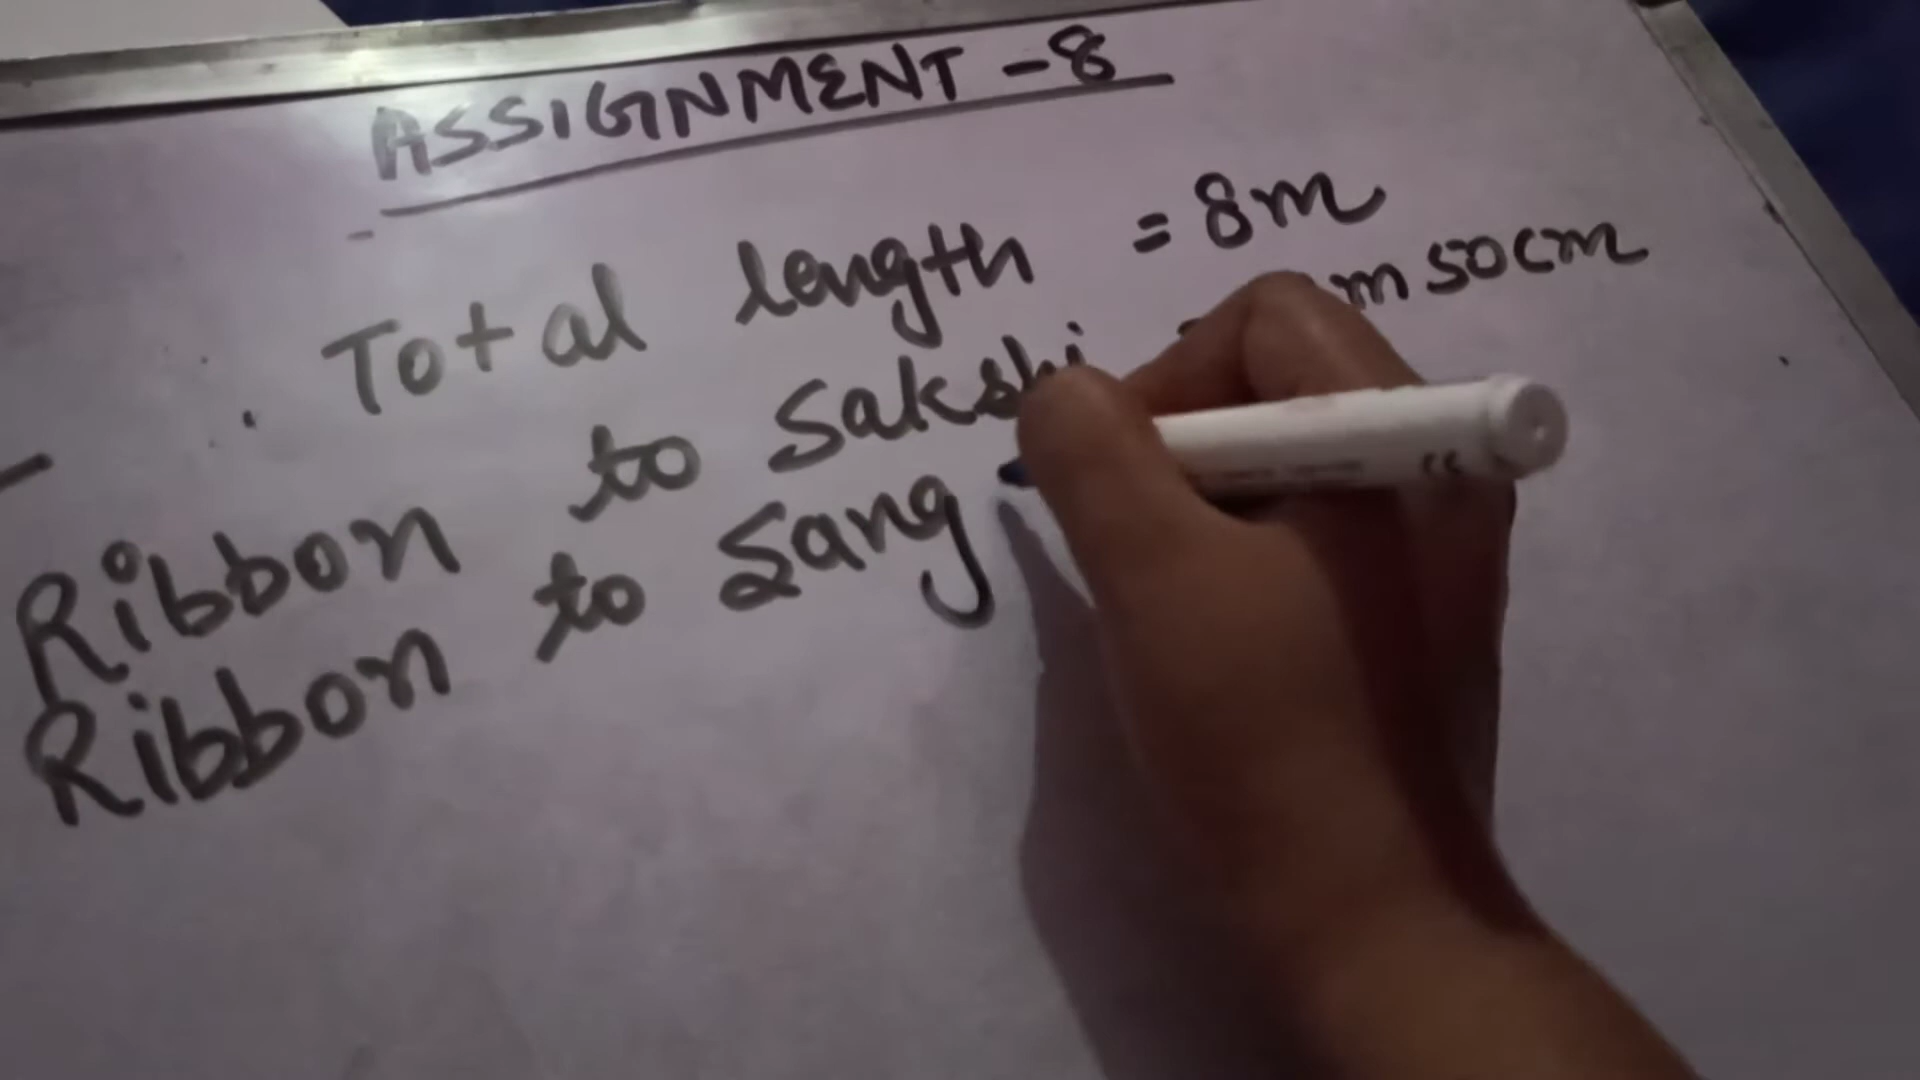 ASSIGNMENT - 8
Total length = 8m
Ribbon to Sakshi m 50cm
Ribbon to Sang